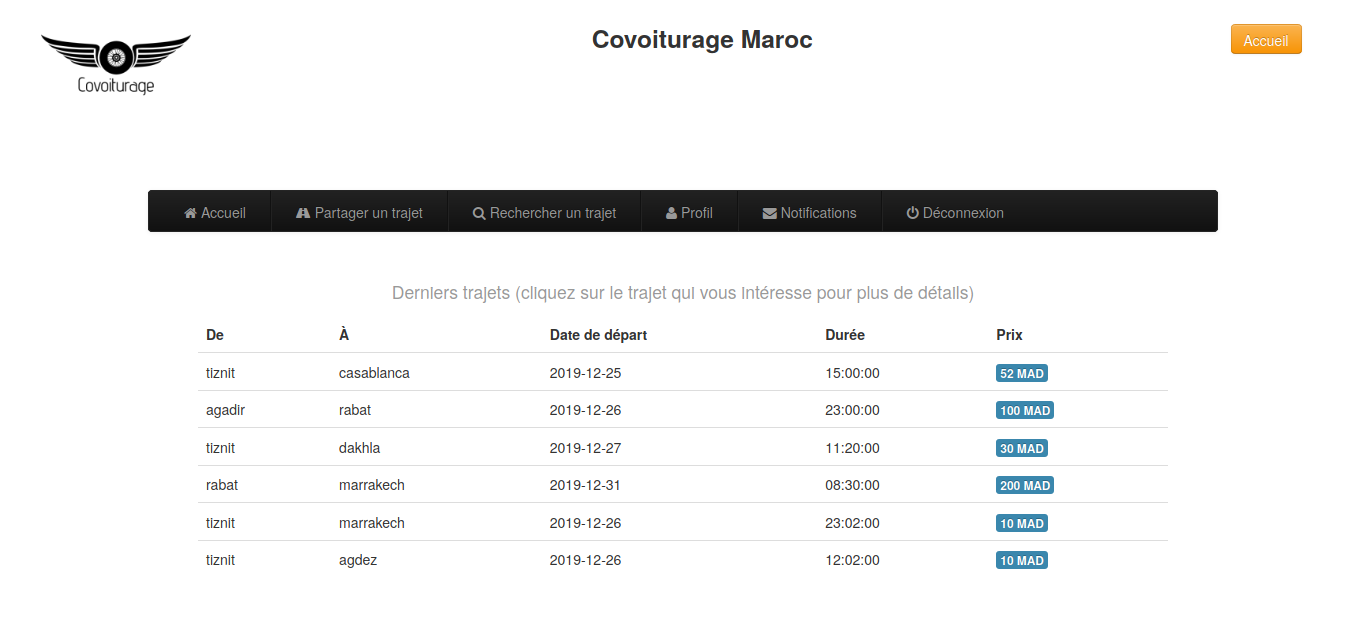 Covoiturage
Covoiturage Maroc
Accueil
Accueil Partager un trajet Rechercher un trajet Profil Notifications Déconnexion
Derniers trajets (cliquez sur le trajet qui vous intéresse pour plus de détails)
De À Date de départ Durée Prix
tiznit casablanca 2019-12-25 15:00:00 52 MAD
agadir rabat 2019-12-26 23:00:00 100 MAD
tiznit dakhla 2019-12-27 11:20:00 30 MAD
rabat marrakech 2019-12-31 08:30:00 200 MAD
tiznit marrakech 2019-12-26 23:02:00 10 MAD
tiznit agdez 2019-12-26 12:02:00 10 MAD